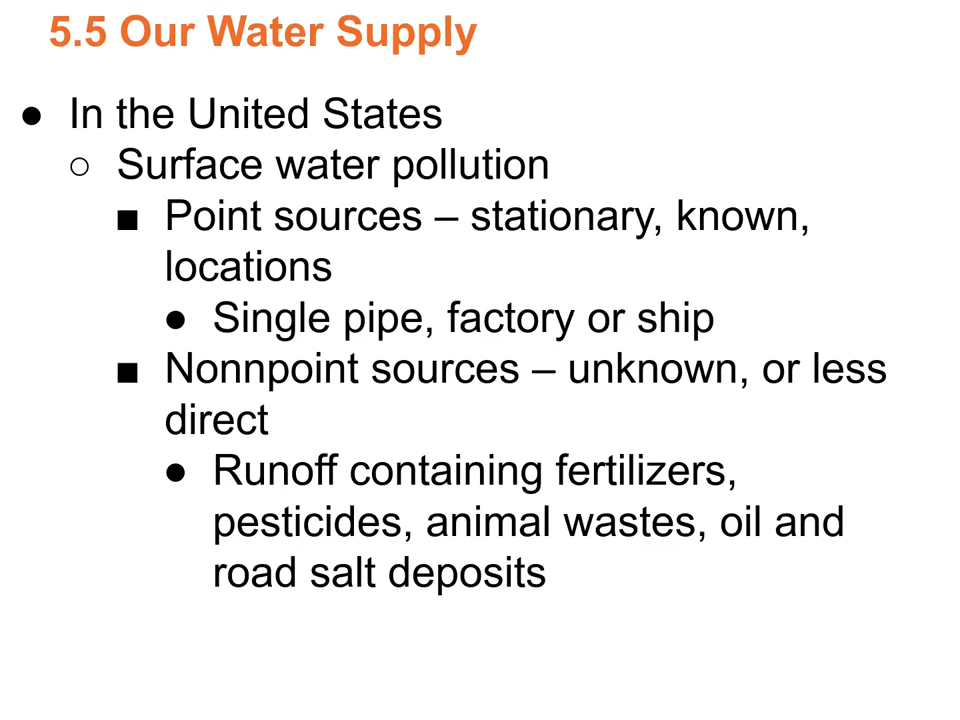 5.5 Our Water Supply
● In the United States
○ Surface water pollution
■ Point sources – stationary, known,
locations
● Single pipe, factory or ship
■ Nonnpoint sources – unknown, or less
direct
● Runoff containing fertilizers,
pesticides, animal wastes, oil and
road salt deposits